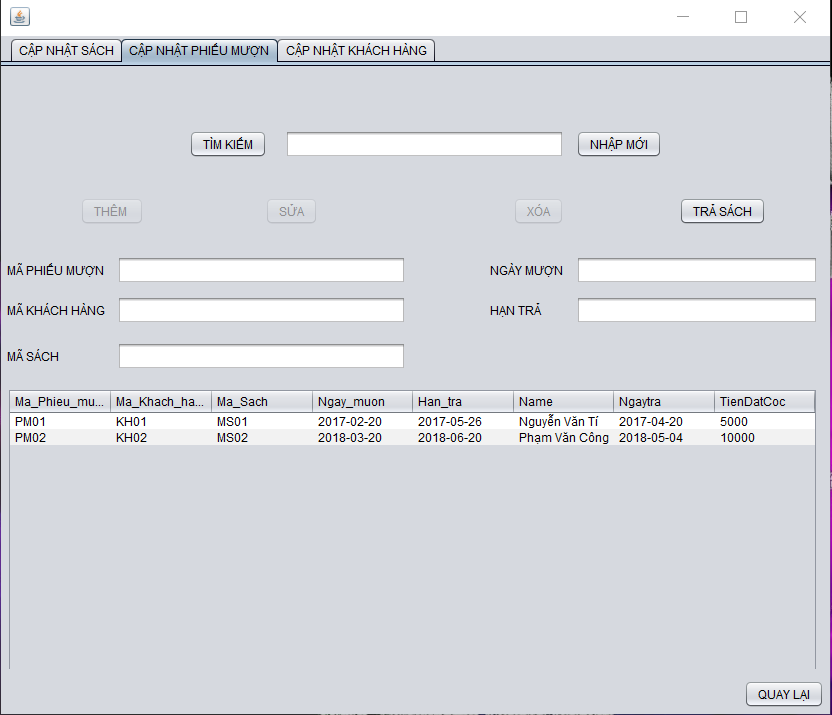 CẬP NHẬT SÁCH CẬP NHẬT PHIẾU MƯỢN CẬP NHẬT KHÁCH HẢNG
TÌM KIẾM NHẬP MỚI
THÊM SỬA XÓA TRẢ SÁCH
MÃ PHIẾU MƯỢN NGÀY MƯỢN
MÃ KHÁCH HÀNG HẠN TRẢ
MÃ SÁCH
Ma_Phieu_mu... Ma_Khach_ha... Ma_Sach Ngay_muon Han_tra Name Ngaytra TienDatCoc
PM01 KH01 MS01 2017-02-20 2017-05-26 Nguyễn Văn Tí 2017-04-20 5000
PM02 KH02 MS02 2018-03-20 2018-06-20 Phạm Văn Công 2018-05-04 10000
QUAY LẠI